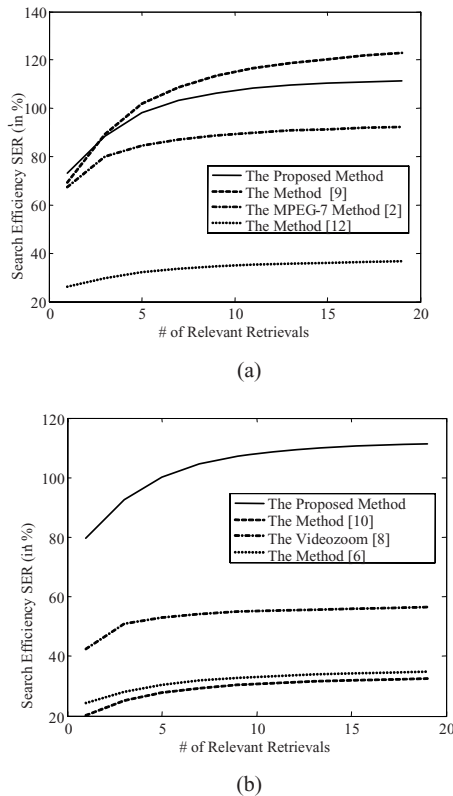 140
120
100
80
60
40
20
0
5
10
15
20
Search Efficiency SER (in %)
The Proposed Method
The Method [9]
The MPEG-7 Method [2]
The Method [12]
# of Relevant Retrievals
(a)
120
100
80
60
40
20
0
5
10
15
20
Search Efficiency SER (in %)
The Proposed Method
The Method [10]
The Videozoom [8]
The Method [6]
# of Relevant Retrievals
(b)